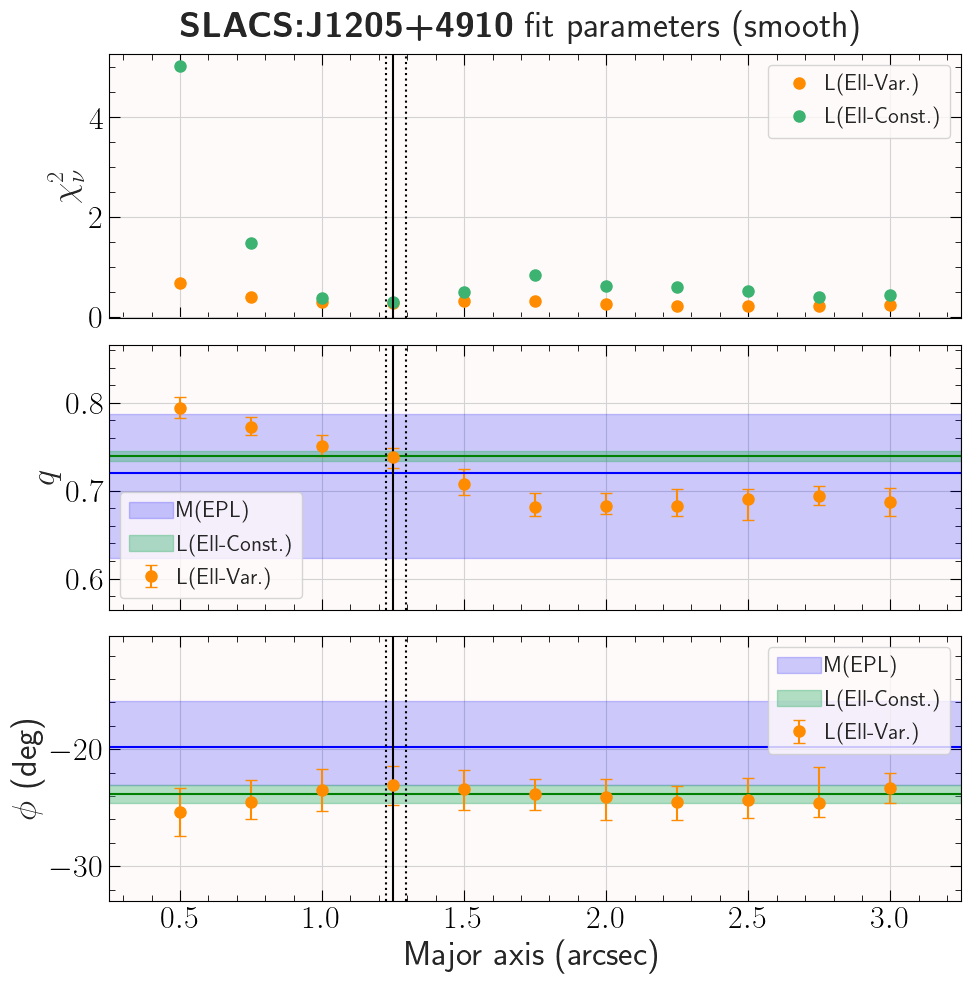 SLACS:J1205+4910 fit parameters (smooth)
L(Ell-Var.)
L(Ell-Const.)
χ²ᵥ
4
2
0
q
0.8
0.7
0.6
M(EPL)
L(Ell-Const.)
L(Ell-Var.)
M(EPL)
L(Ell-Const.)
L(Ell-Var.)
ϕ (deg)
−20
−30
0.5 1.0 1.5 2.0 2.5 3.0
Major axis (arcsec)